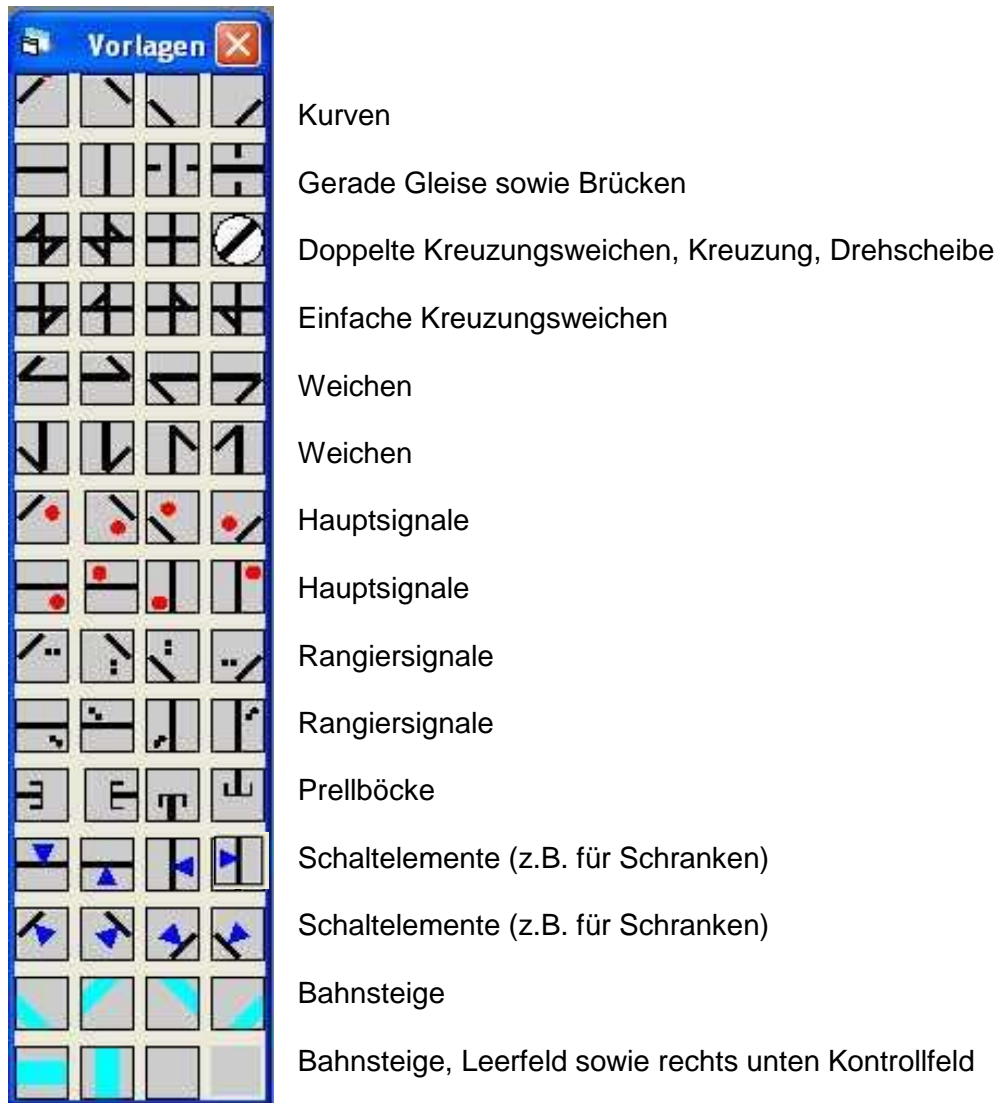 Vorlagen
Kurven
Gerade Gleise sowie Brücken
Doppelte Kreuzungsweichen, Kreuzung, Drehscheibe
Einfache Kreuzungsweichen
Weichen
Weichen
Hauptsignale
Hauptsignale
Rangiersignale
Rangiersignale
Prellböcke
Schaltelemente (z.B. für Schranken)
Schaltelemente (z.B. für Schranken)
Bahnsteige
Bahnsteige, Leerfeld sowie rechts unten Kontrollfeld